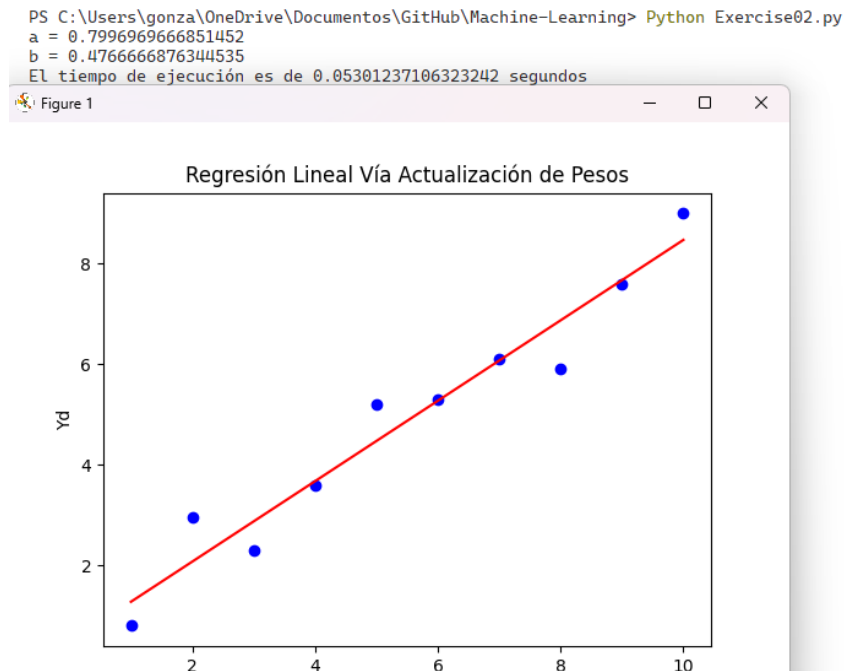 PS C:\Users\gonza\OneDrive\Documentos\GitHub\Machine-Learning> Python Exercise02.py
a = 0.7996969666851452
b = 0.4766666876344535
El tiempo de ejecución es de 0.05301237106323242 segundos
Figure 1
Regresión Lineal Vía Actualización de Pesos
8
6
4
2
Yd
2 4 6 8 10